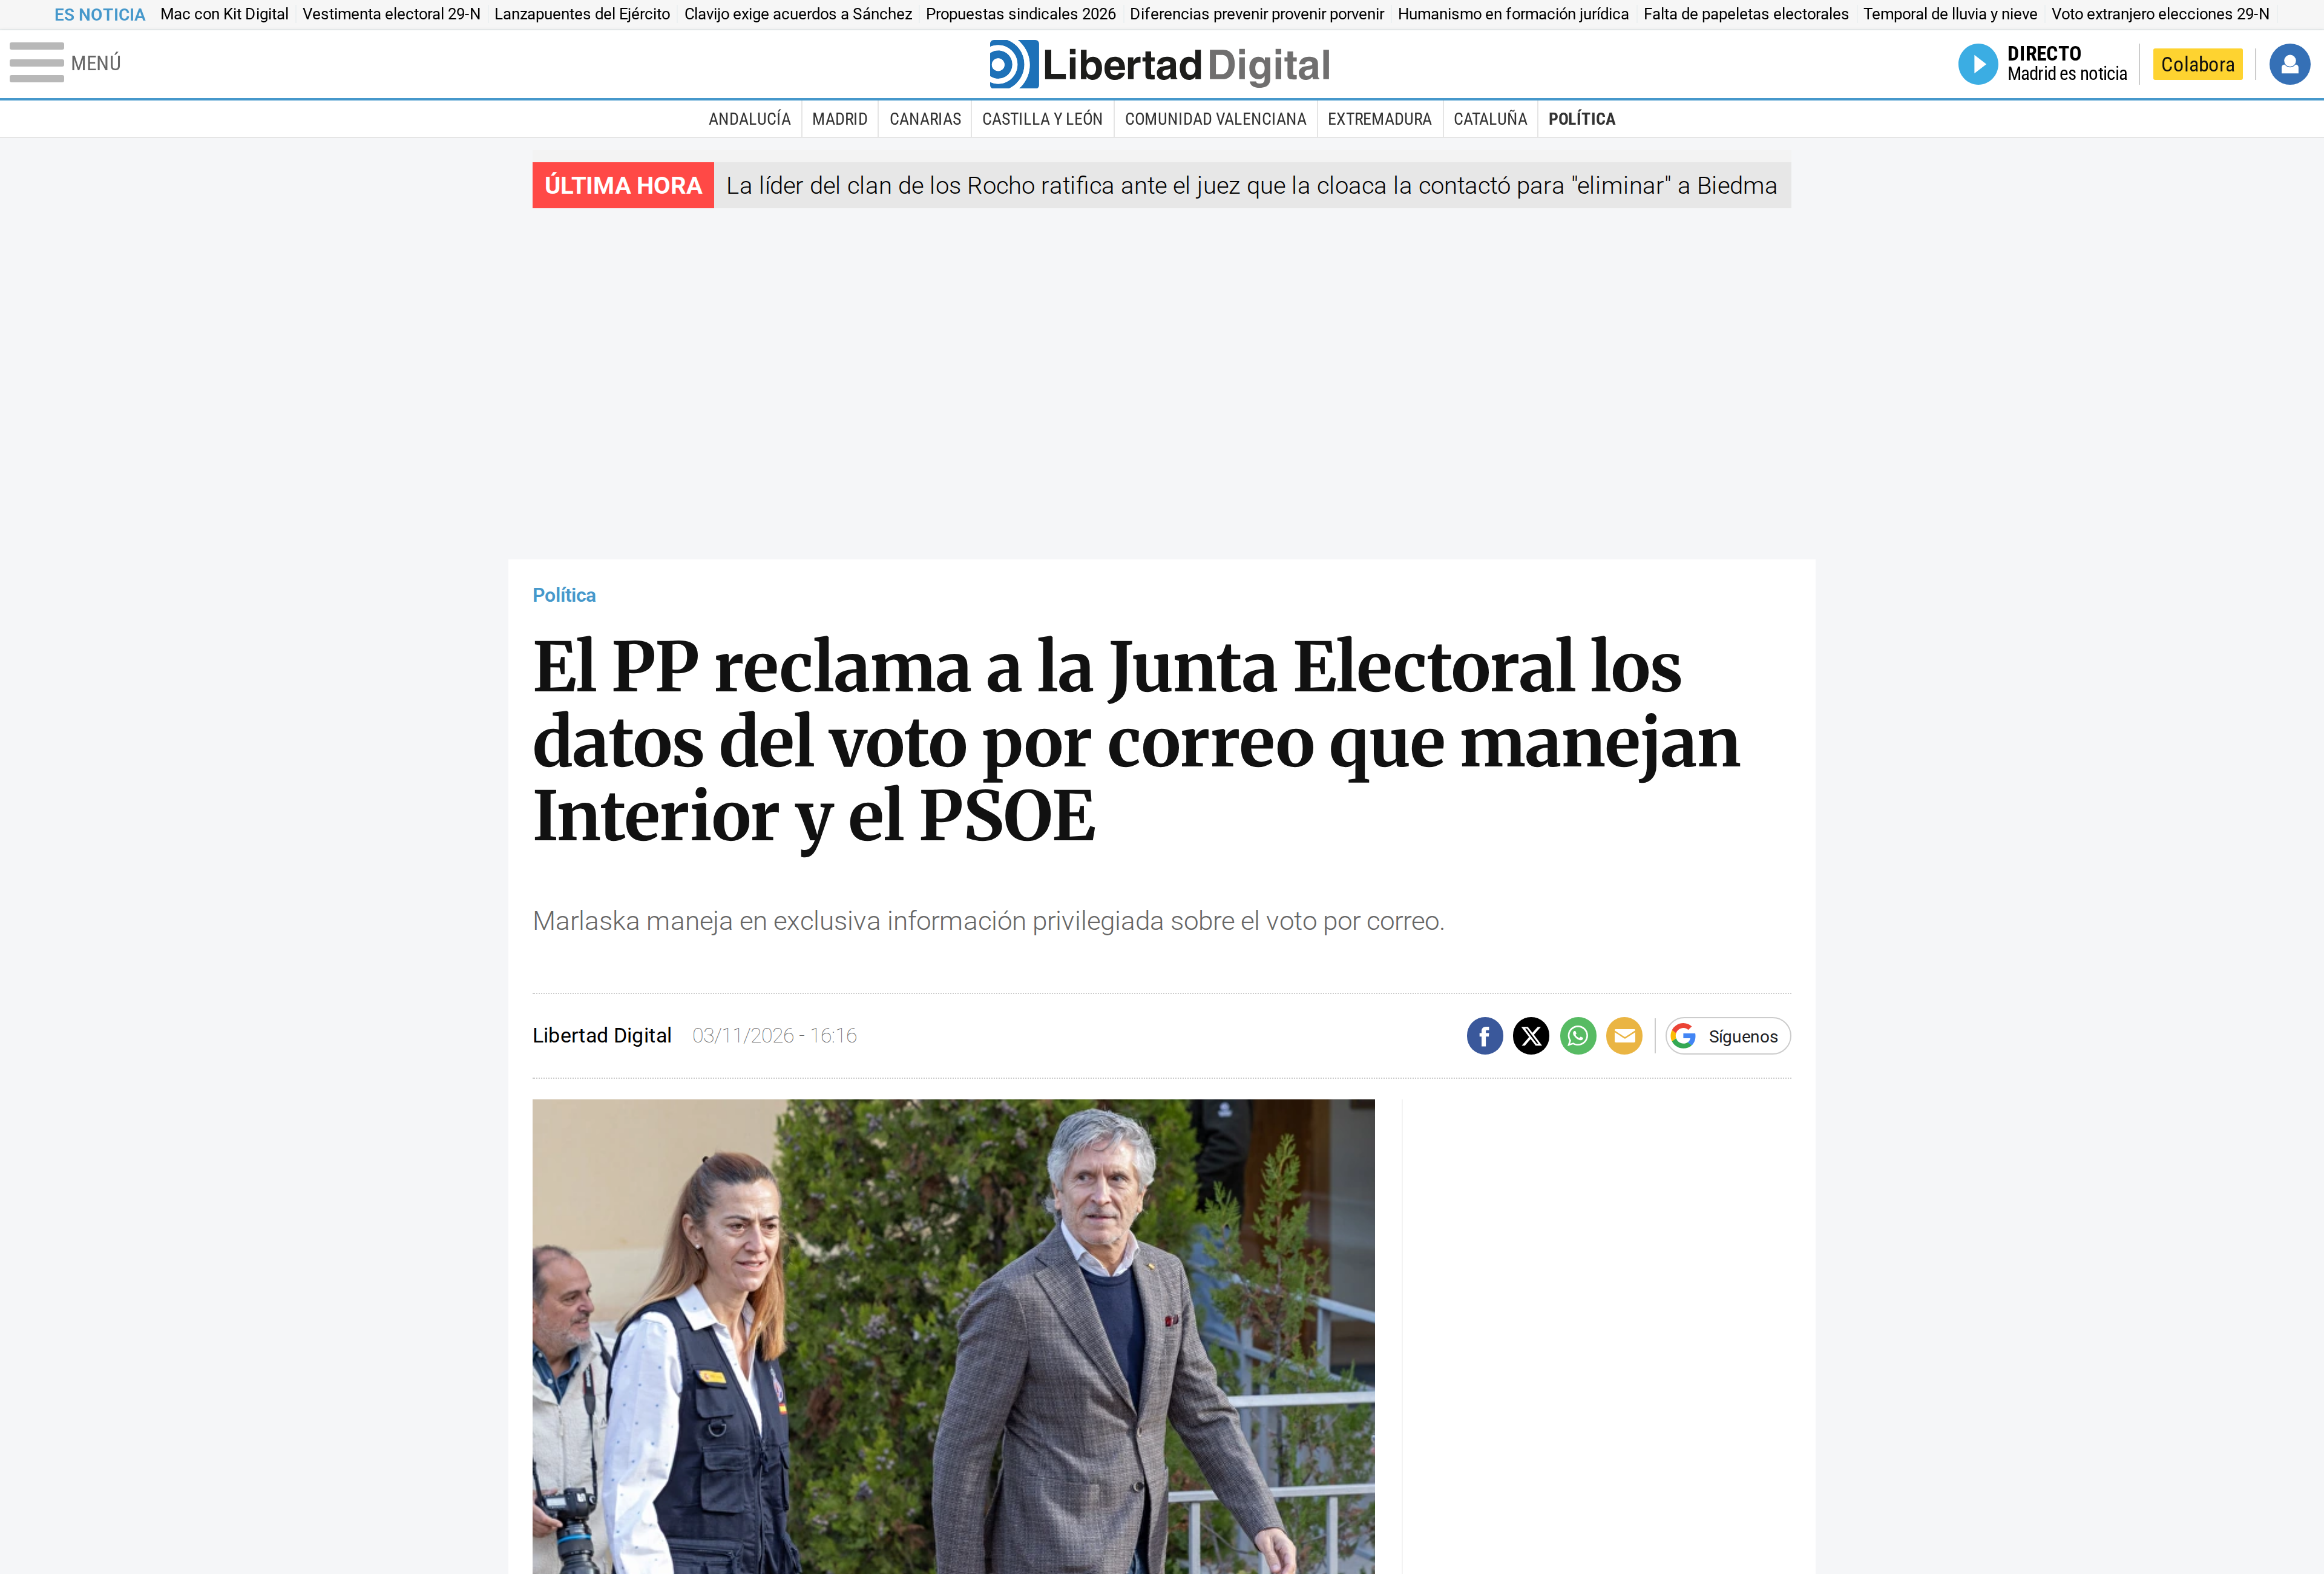 ES NOTICIA Mac con Kit Digital Vestimenta electoral 29-N Lanzapuentes del Ejército Clavijo exige acuerdos a Sánchez Propuestas sindicales 2026 Diferencias prevenir provenir porvenir Humanismo en formación jurídica Falta de papeletas electorales Temporal de lluvia y nieve Voto extranjero elecciones 29-N
MENÚ
Libertad Digital
DIRECTO
Madrid es noticia
Colabora
ANDALUCÍA MADRID CANARIAS CASTILLA Y LEÓN COMUNIDAD VALENCIANA EXTREMADURA CATALUÑA POLÍTICA
ÚLTIMA HORA La líder del clan de los Rocho ratifica ante el juez que la cloaca la contactó para "eliminar" a Biedma
Política
El PP reclama a la Junta Electoral los
datos del voto por correo que manejan
Interior y el PSOE
Marlaska maneja en exclusiva información privilegiada sobre el voto por correo.
Libertad Digital 03/11/2026 - 16:16
Síguenos